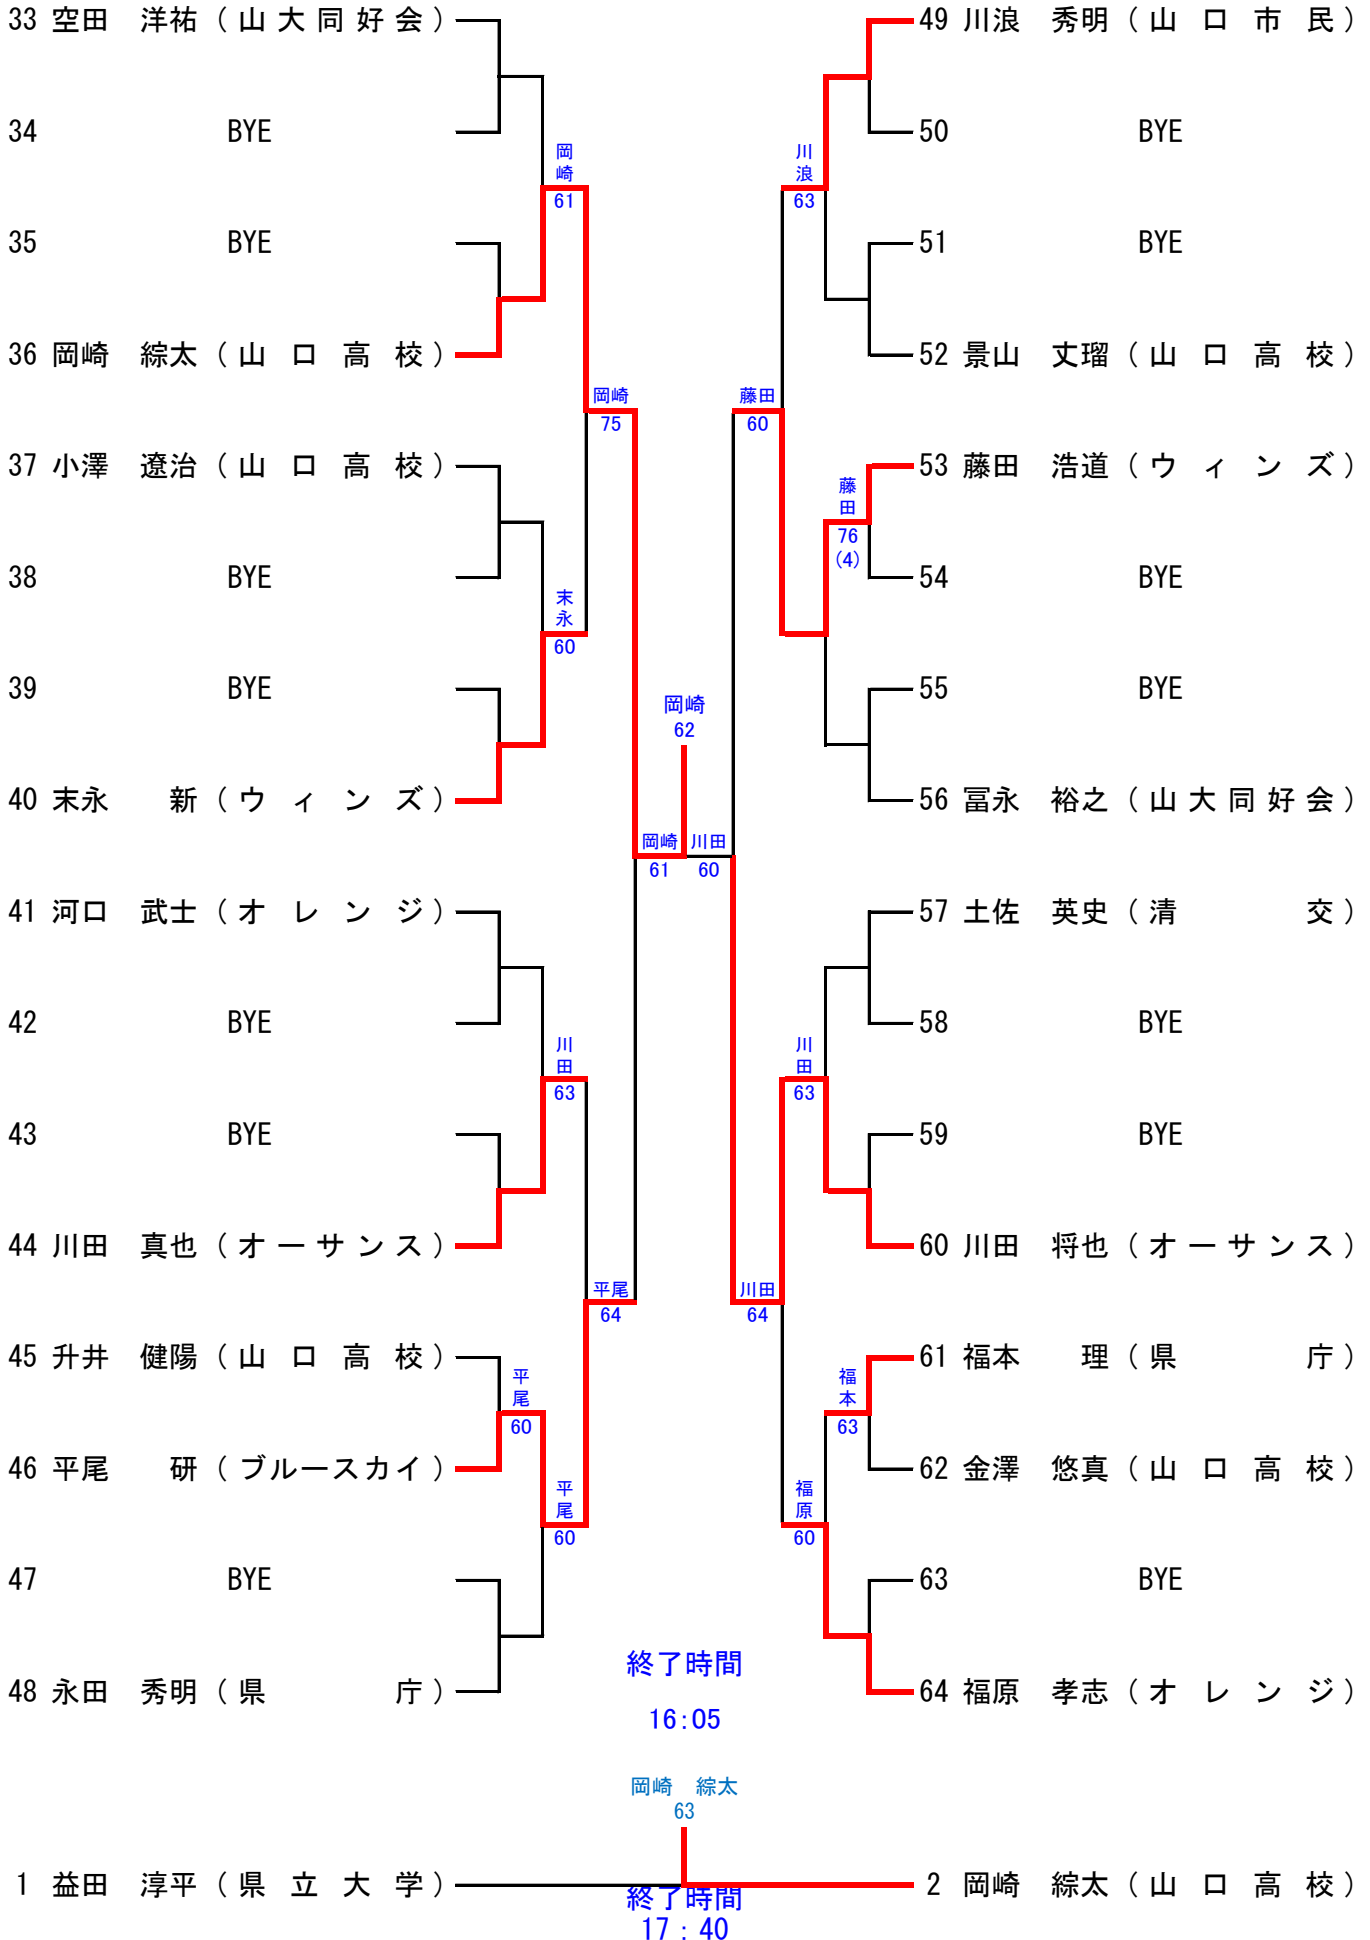 33 空田 洋祐 ( 山大同好会 )
34 BYE
岡崎
61
35 BYE
36 岡崎 綜太 ( 山口高校 )
岡崎
75
37 小澤 遼治 ( 山口高校 )
38 BYE
末永
60
39 BYE
40 末永 新 ( ウィンズ )
41 河口 武士 ( オレンジ )
42 BYE
川田
63
43 BYE
44 川田 真也 ( オーサンス )
平尾
64
45 升井 健陽 ( 山口高校 )
平尾
60
46 平尾 研 ( ブルースカイ )
平尾
60
47 BYE
48 永田 秀明 ( 県庁 )
岡崎
62
岡崎
61
川田
60
49 川浪 秀明 ( 山口市民 )
50 BYE
川浪
63
51 BYE
52 景山 丈瑠 ( 山口高校 )
藤田
60
53 藤田 浩道 ( ウィンズ )
藤田
76
(4)
54 BYE
55 BYE
56 冨永 裕之 ( 山大同好会 )
57 土佐 英史 ( 清交 )
58 BYE
川田
63
59 BYE
60 川田 将也 ( オーサンス )
川田
64
61 福本 理 ( 県庁 )
福本
63
62 金澤 悠真 ( 山口高校 )
福原
60
63 BYE
64 福原 孝志 ( オレンジ )
終了時間
16:05
岡崎 綜太
63
1 益田 淳平 ( 県立大学 )
2 岡崎 綜太 ( 山口高校 )
終了時間
17：40